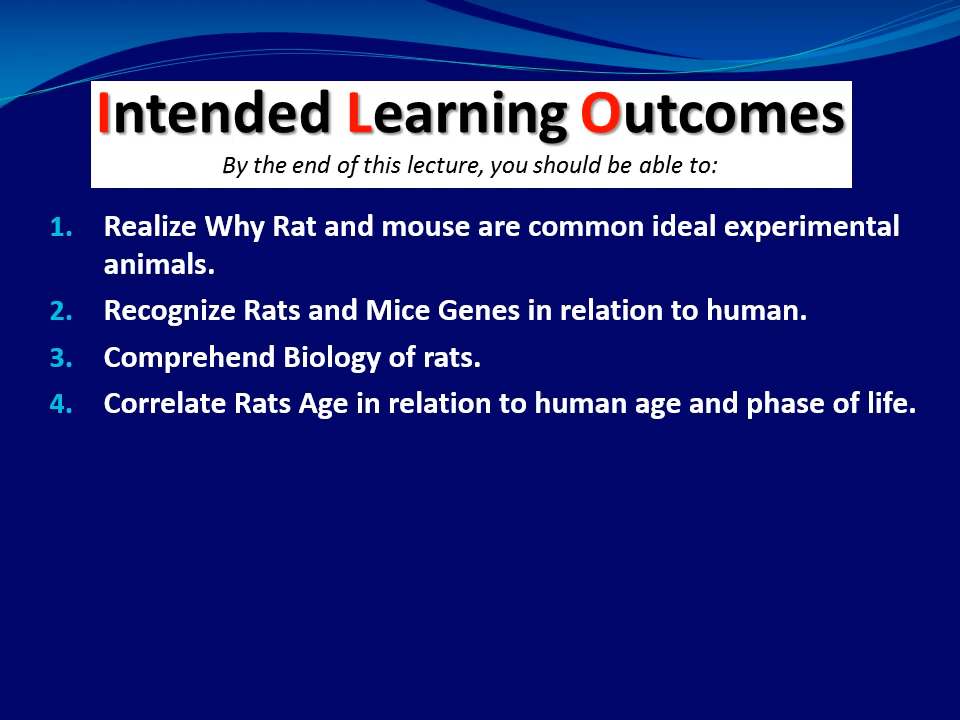 Intended Learning Outcomes
By the end of this lecture, you should be able to:
1. Realize Why Rat and mouse are common ideal experimental
animals.
2. Recognize Rats and Mice Genes in relation to human.
3. Comprehend Biology of rats.
4. Correlate Rats Age in relation to human age and phase of life.